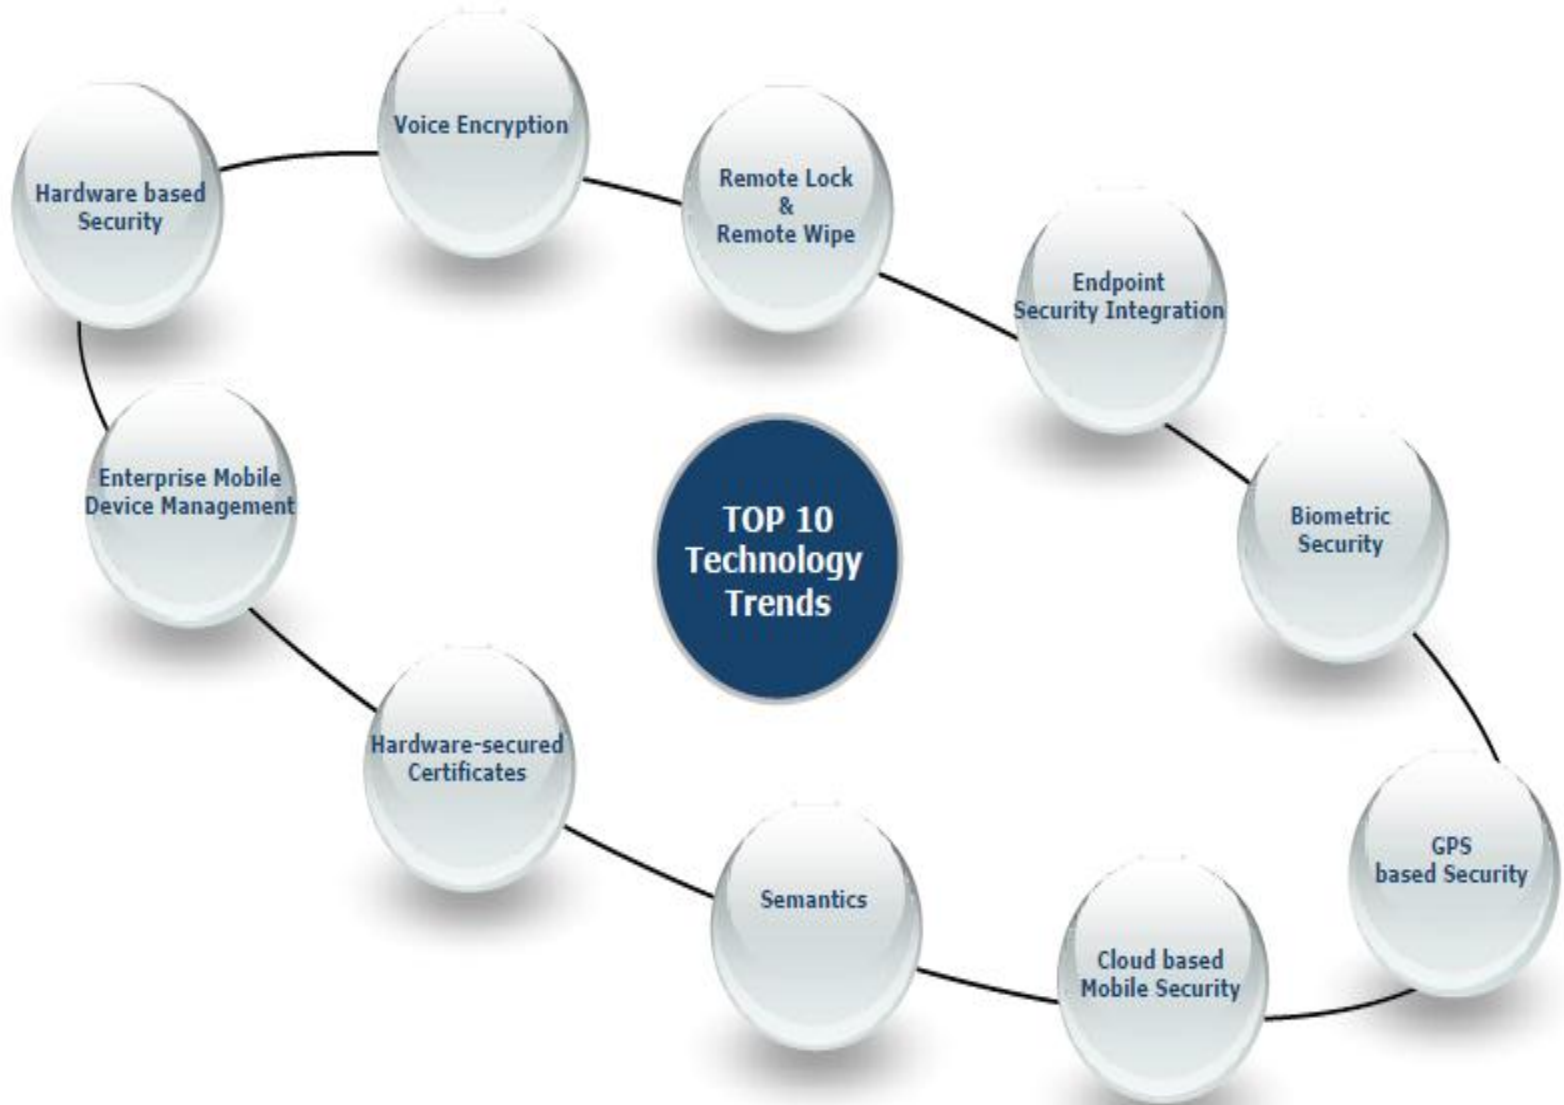 Voice Encryption
Hardware based
Security
Remote Lock
&
Remote Wipe
Endpoint
Security Integration
Enterprise Mobile
Device Management
TOP 10
Technology
Trends
Biometric
Security
Hardware-secured
Certificates
Semantics
GPS
based Security
Cloud based
Mobile Security